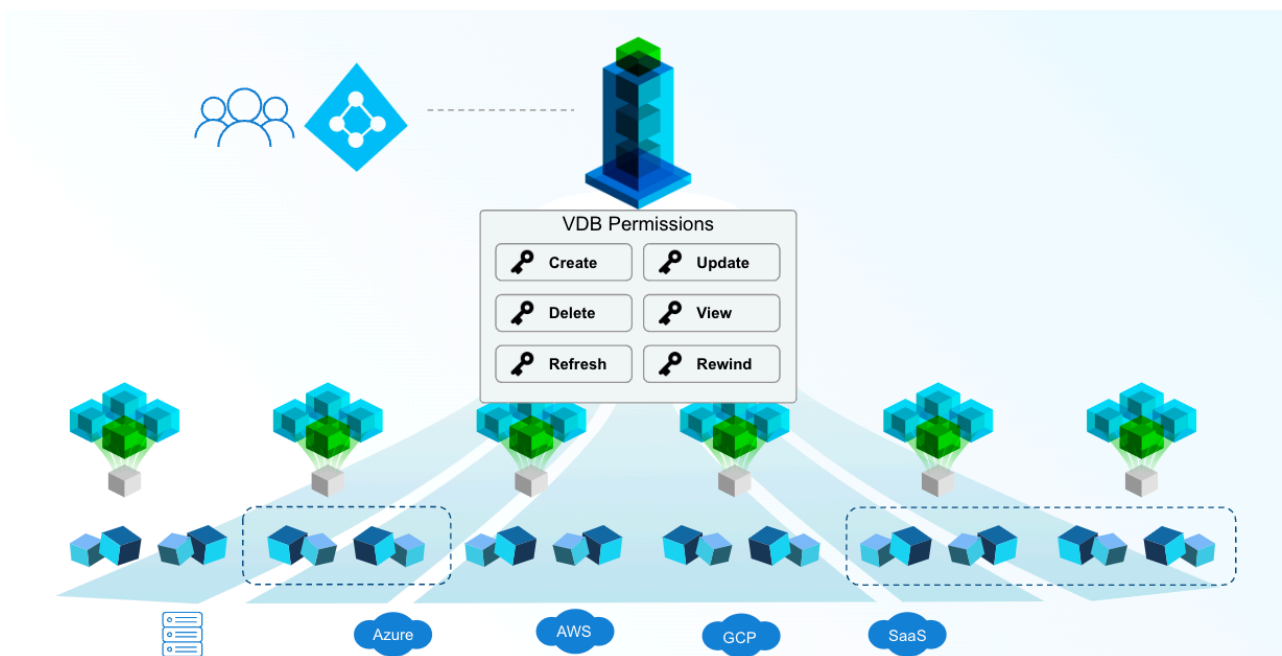 VDB Permissions
Create
Update
Delete
View
Refresh
Rewind
Azure
AWS
GCP
SaaS